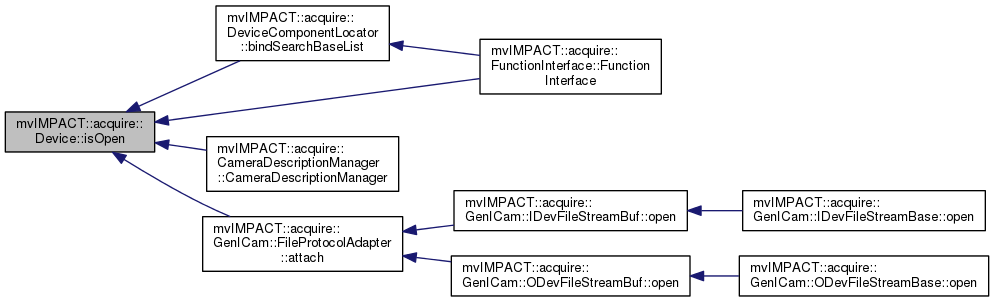 mvIMPACT::acquire::
Device::isOpen
mvIMPACT::acquire::
DeviceComponentLocator
::bindSearchBaseList
mvIMPACT::acquire::
FunctionInterface::Function
Interface
mvIMPACT::acquire::
CameraDescriptionManager
::CameraDescriptionManager
mvIMPACT::acquire::
GenICam::FileProtocolAdapter
::attach
mvIMPACT::acquire::
GenICam::IDevFileStreamBuf::open
mvIMPACT::acquire::
GenICam::IDevFileStreamBase::open
mvIMPACT::acquire::
GenICam::ODevFileStreamBuf::open
mvIMPACT::acquire::
GenICam::ODevFileStreamBase::open